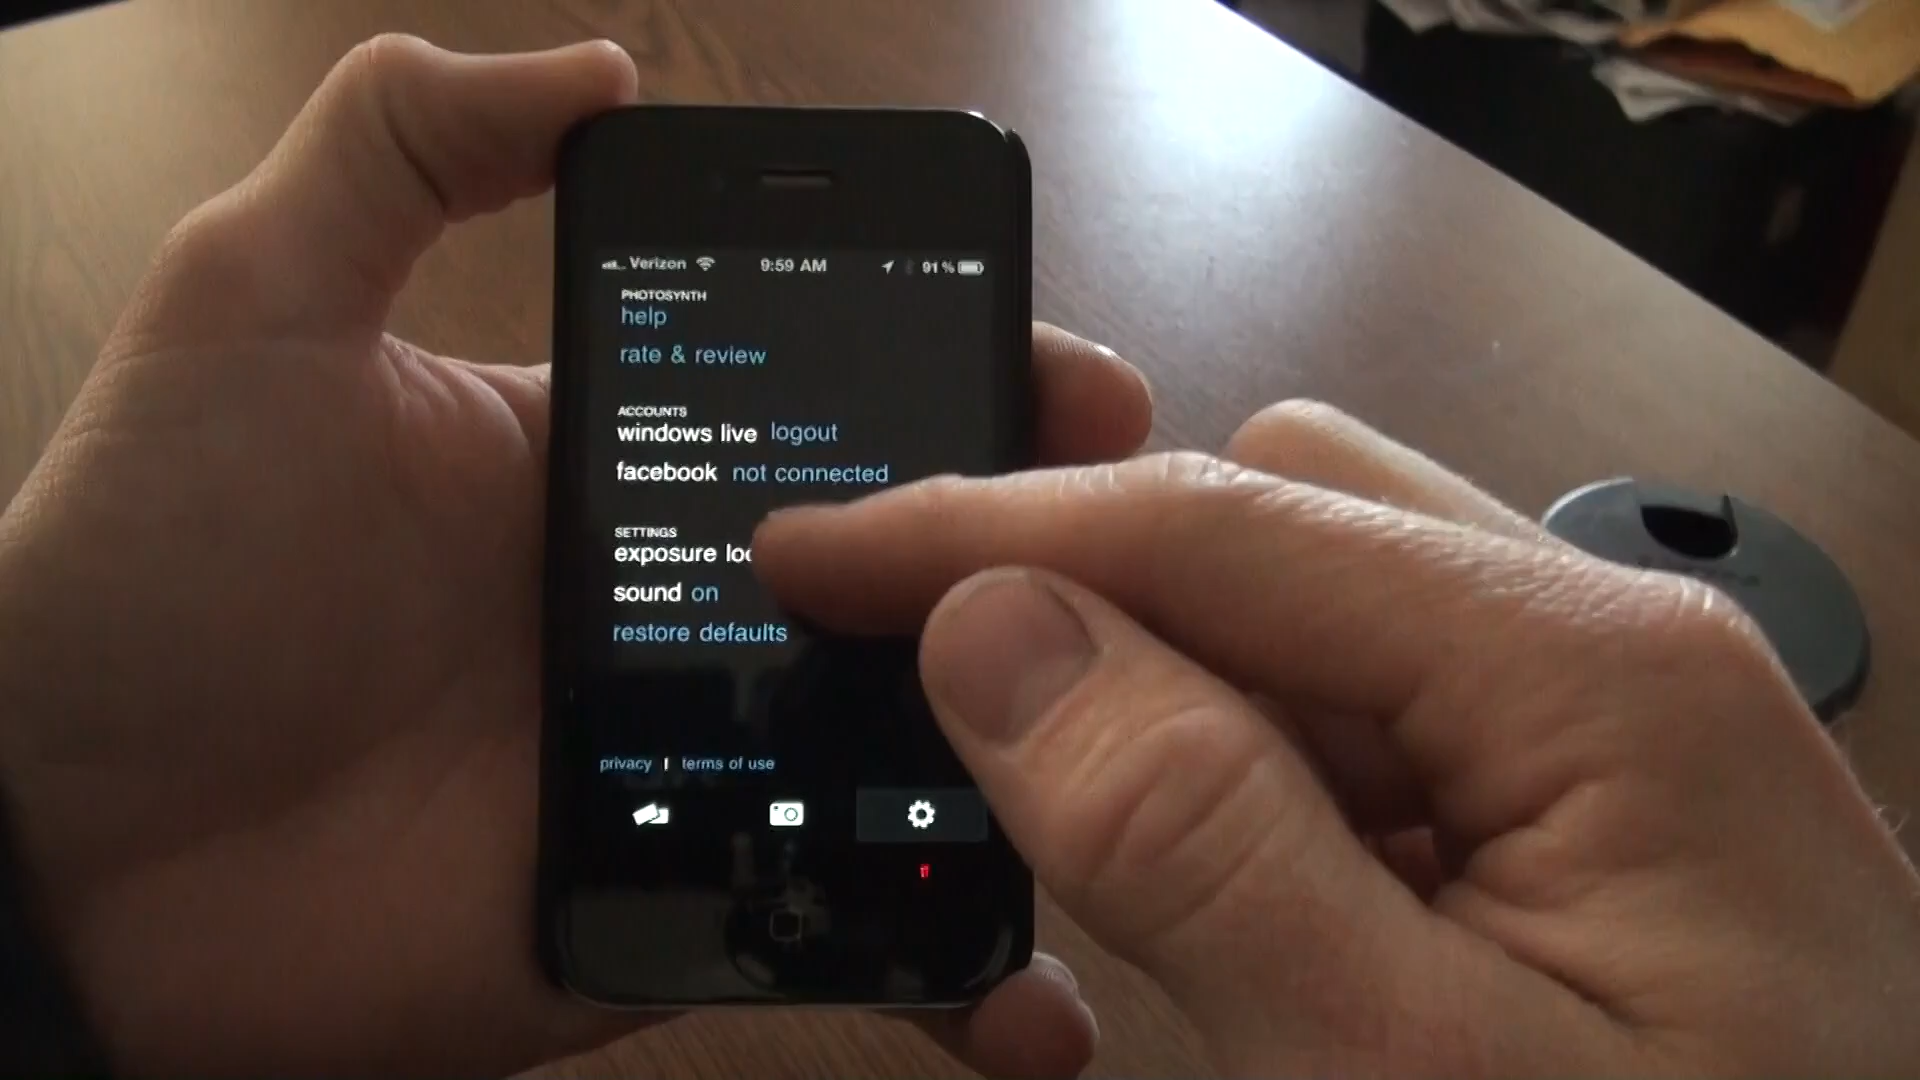 Verizon 9:59 AM 91%
PHOTOSYNTH
help
rate & review
ACCOUNTS
windows live logout
facebook not connected
SETTINGS
exposure loc
sound on
restore defaults
privacy | terms of use